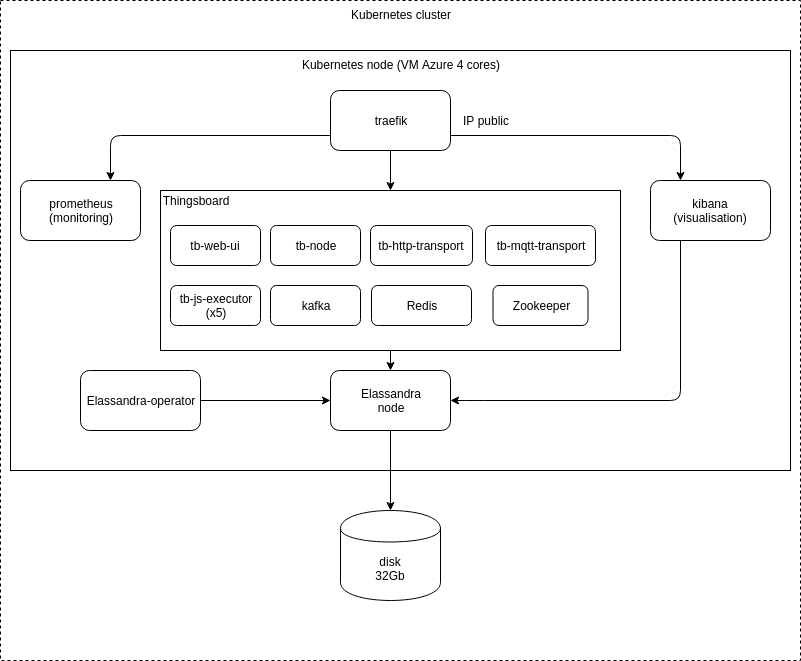 Kubernetes cluster
Kubernetes node (VM Azure 4 cores)
traefik
IP public
prometheus
(monitoring)
kibana
(visualisation)
Thingsboard
tb-web-ui
tb-node
tb-http-transport
tb-mqtt-transport
tb-js-executor
(x5)
kafka
Redis
Zookeeper
Elassandra-operator
Elassandra
node
disk
32Gb